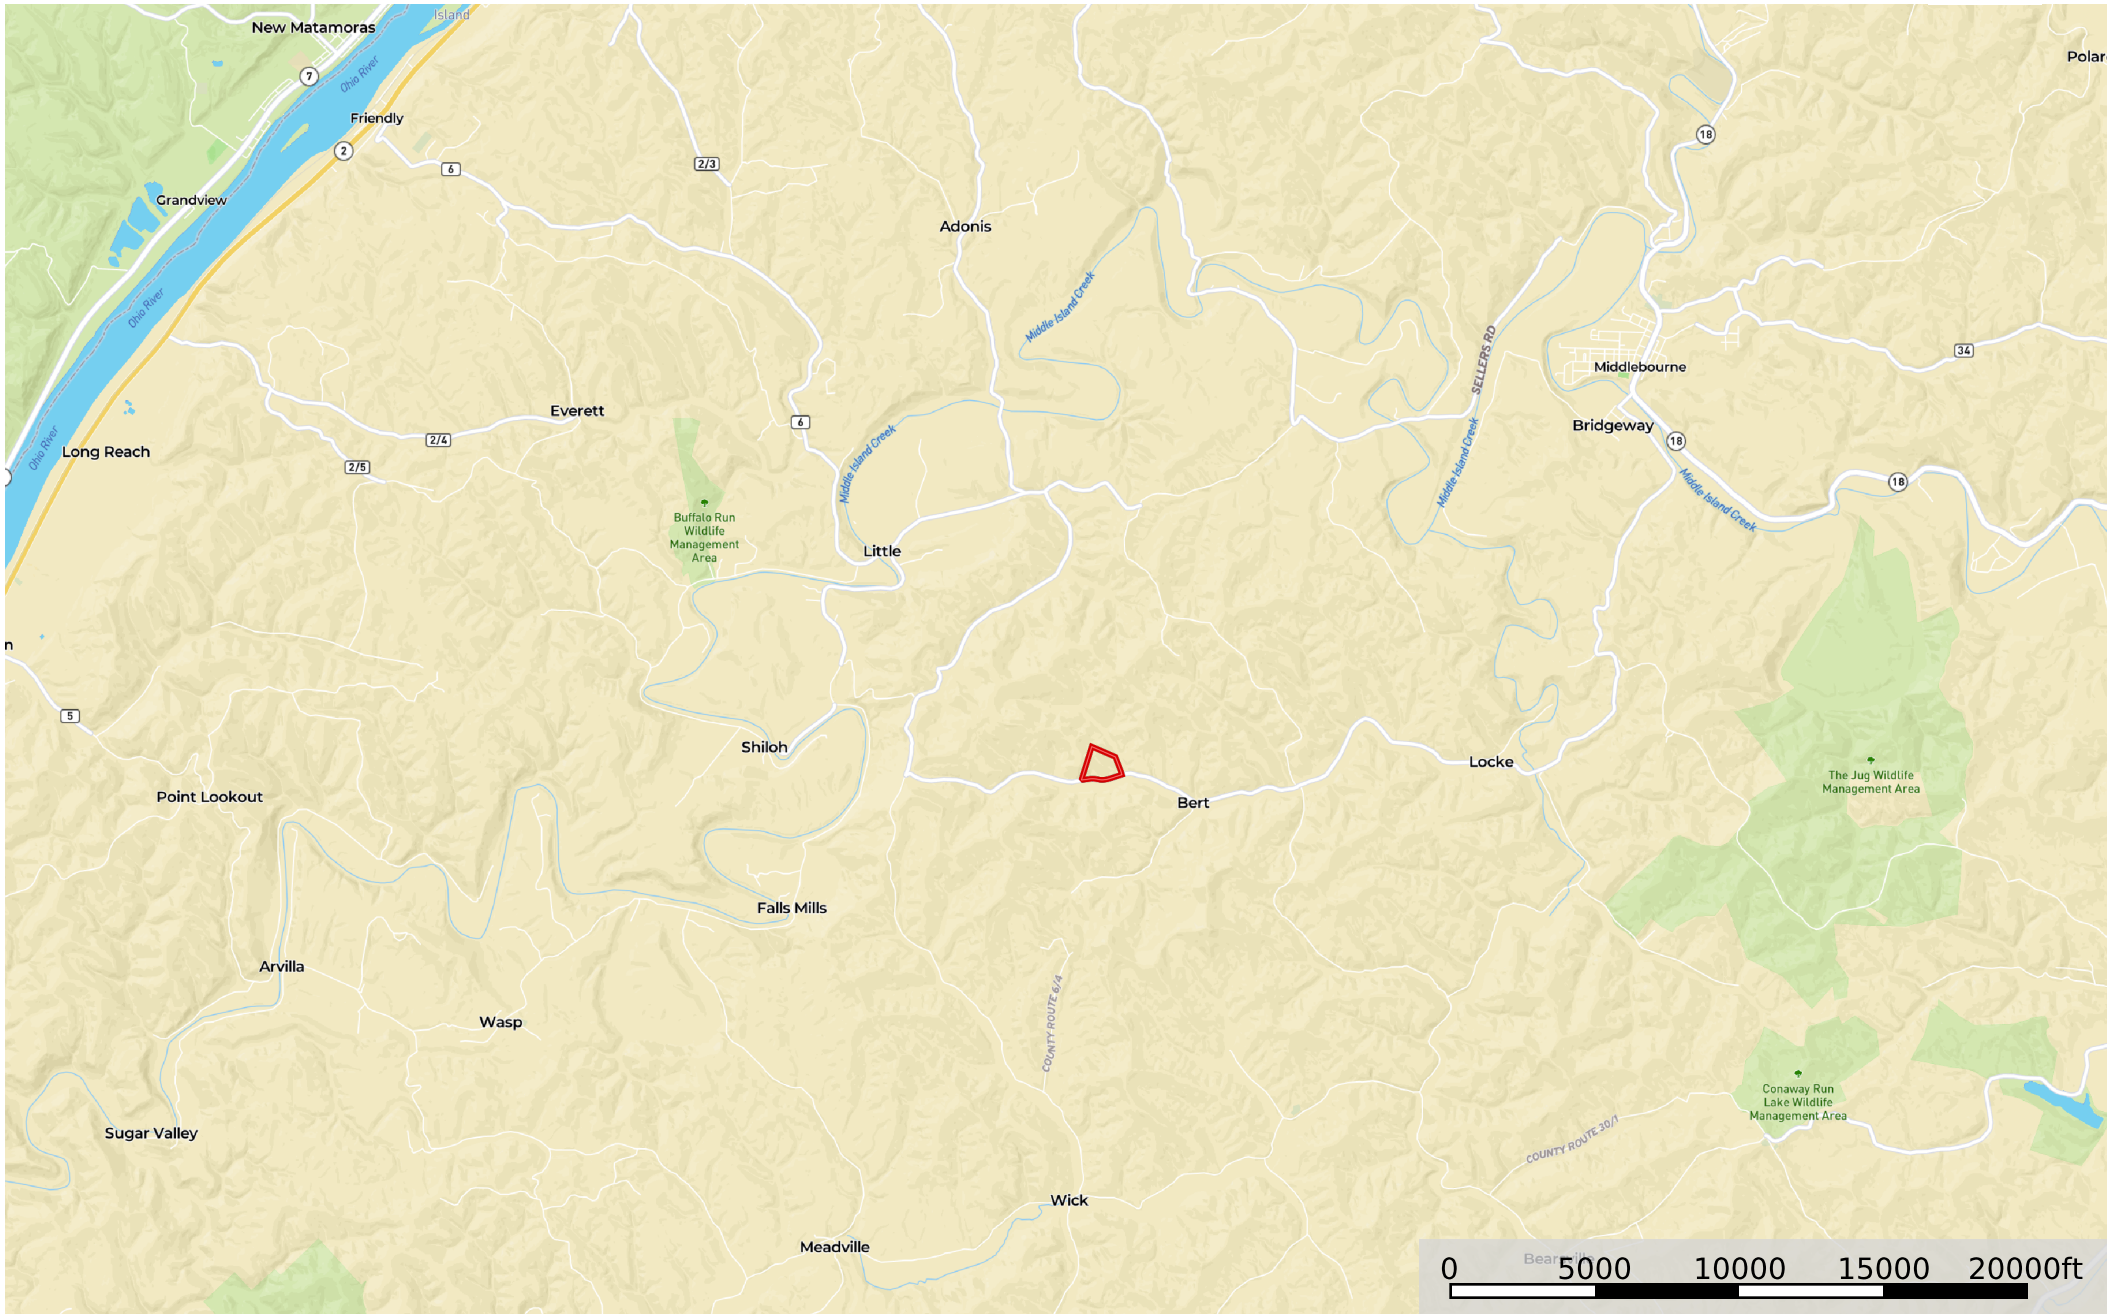 Island
New Matamoras
Polar
7
Ohio River
Friendly
18
2
6
2/3
Grandview
Adonis
Middle Island Creek
Ohio River
SELLERS RD
34
Middlebourne
Everett
6
Bridgeway
2/4
18
Long Reach
Ohio River
2/5
Middle Island Creek
Middle Island Creek
18
Middle Island Creek
Buffalo Run
Wildlife
Management
Area
Little
n
5
Shiloh
Locke
The Jug Wildlife
Management Area
Point Lookout
Bert
Falls Mills
Arvilla
COUNTY ROUTE 6/4
Wasp
Conaway Run
Lake Wildlife
Management Area
Sugar Valley
COUNTY ROUTE 30/1
Wick
Meadville
0 5000 10000 15000 20000ft